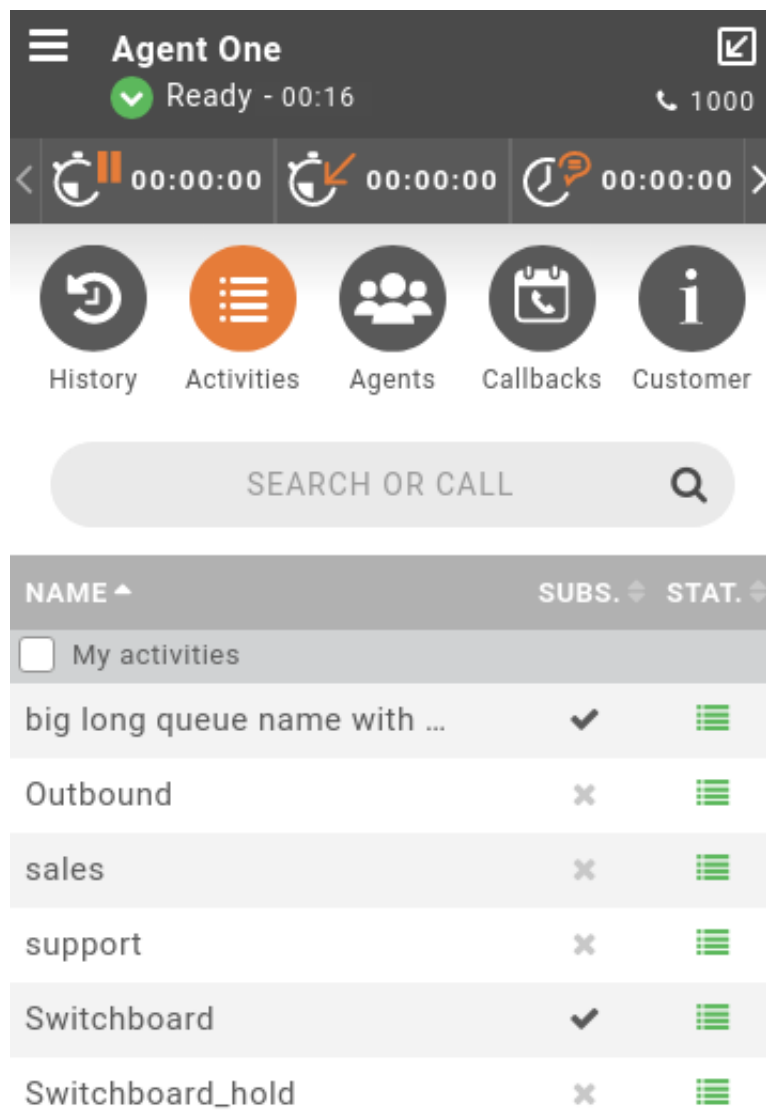 Agent One
Ready - 00:16
1000
00:00:00 00:00:00 00:00:00
History Activities Agents Callbacks Customer
SEARCH OR CALL
NAME SUBS. STAT.
My activities
big long queue name with ...
Outbound
sales
support
Switchboard
Switchboard_hold